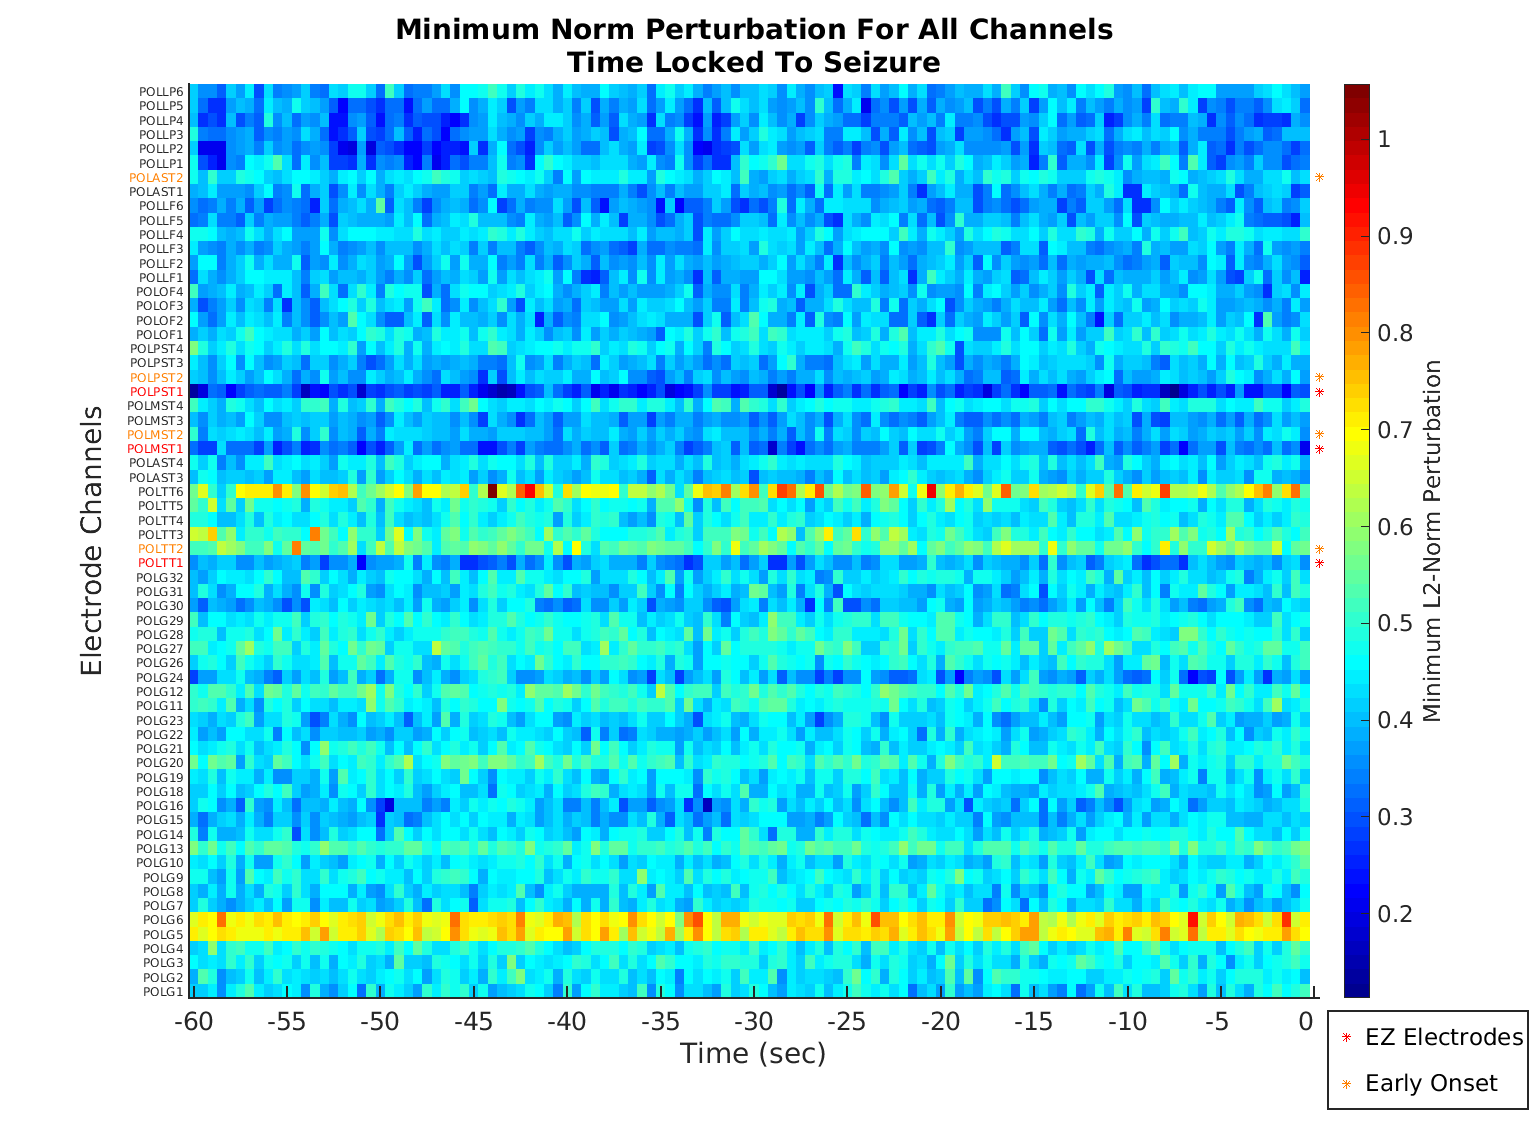 Minimum Norm Perturbation For All Channels
Time Locked To Seizure
Electrode Channels
POLLP6
POLLP5
POLLP4
POLLP3
POLLP2
POLLP1
POLAST2
POLAST1
POLLF6
POLLF5
POLLF4
POLLF3
POLLF2
POLLF1
POLOF4
POLOF3
POLOF2
POLOF1
POLPST4
POLPST3
POLPST2
POLPST1
POLMST4
POLMST3
POLMST2
POLMST1
POLAST4
POLAST3
POLTT6
POLTT5
POLTT4
POLTT3
POLTT2
POLTT1
POLG32
POLG31
POLG30
POLG29
POLG28
POLG27
POLG26
POLG24
POLG12
POLG11
POLG23
POLG22
POLG21
POLG20
POLG19
POLG18
POLG16
POLG15
POLG14
POLG13
POLG10
POLG9
POLG8
POLG7
POLG6
POLG5
POLG4
POLG3
POLG2
POLG1
-60 -55 -50 -45 -40 -35 -30 -25 -20 -15 -10 -5 0
Time (sec)
1
0.9
0.8
0.7
0.6
0.5
0.4
0.3
0.2
Minimum L2-Norm Perturbation
EZ Electrodes
Early Onset